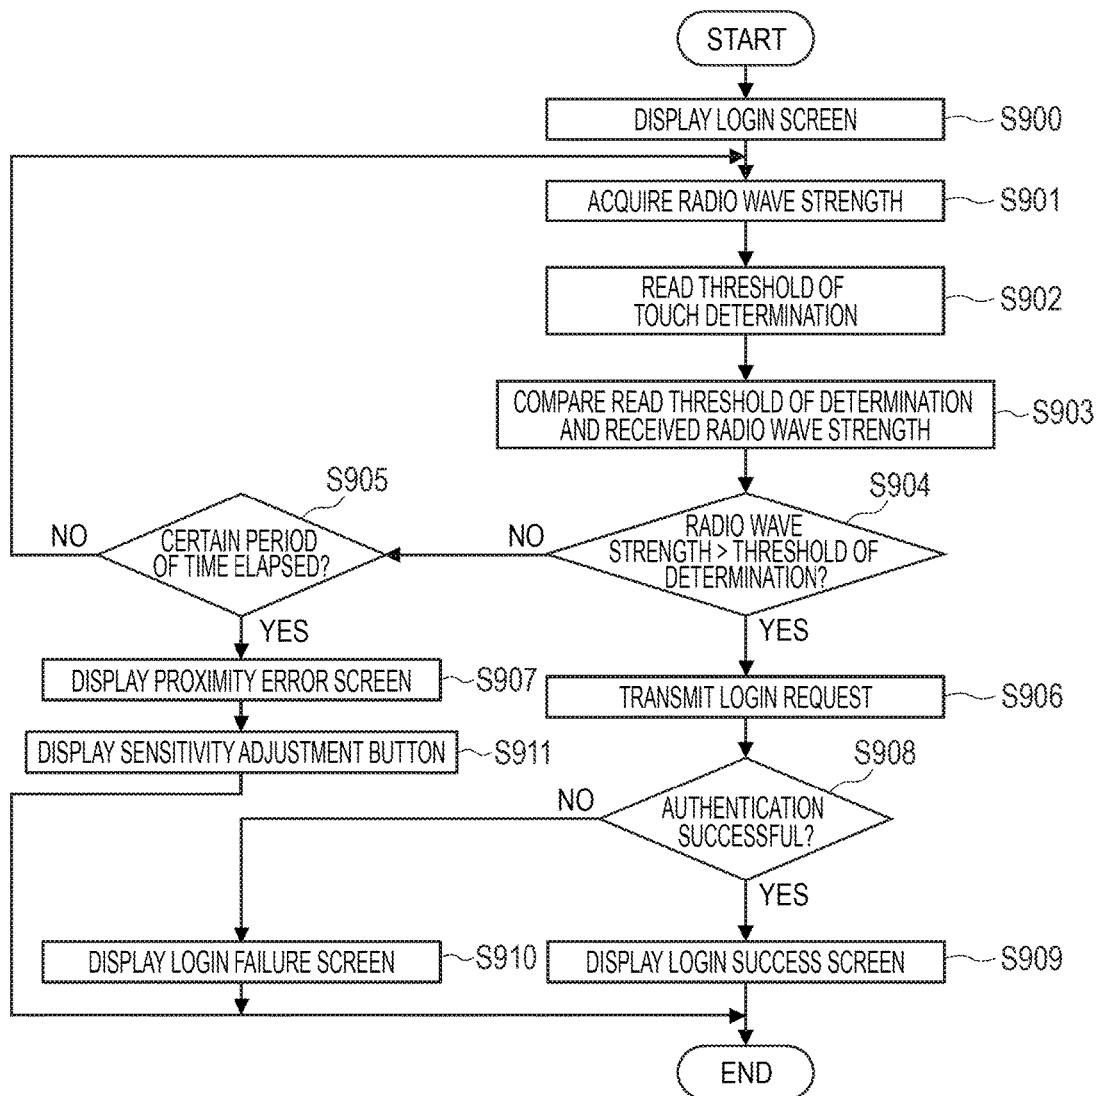 START
DISPLAY LOGIN SCREEN
S900
ACQUIRE RADIO WAVE STRENGTH
S901
READ THRESHOLD OF
TOUCH DETERMINATION
S902
COMPARE READ THRESHOLD OF DETERMINATION
AND RECEIVED RADIO WAVE STRENGTH
S903
S904
RADIO WAVE
STRENGTH > THRESHOLD OF
DETERMINATION?
NO
YES
S905
CERTAIN PERIOD
OF TIME ELAPSED?
NO
YES
DISPLAY PROXIMITY ERROR SCREEN
S907
TRANSMIT LOGIN REQUEST
S906
DISPLAY SENSITIVITY ADJUSTMENT BUTTON
S911
S908
AUTHENTICATION
SUCCESSFUL?
NO
YES
DISPLAY LOGIN FAILURE SCREEN
S910
DISPLAY LOGIN SUCCESS SCREEN
S909
END